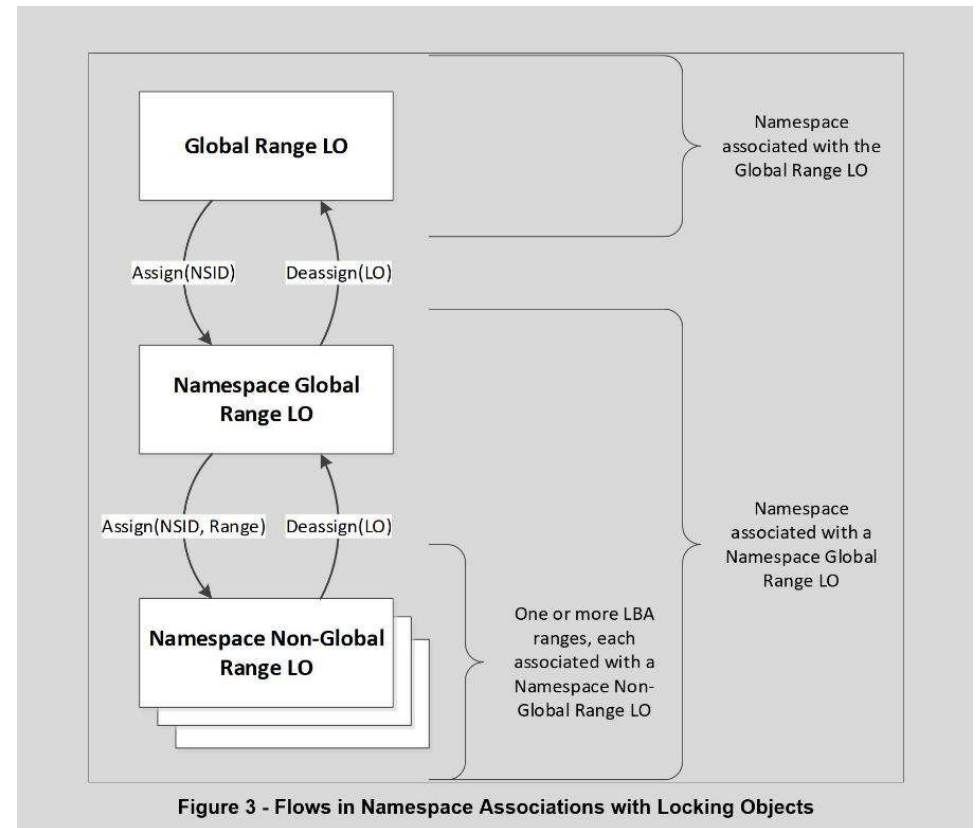 Global Range LO
Namespace
associated with the
Global Range LO
Assign(NSID)
Deassign(LO)
Namespace Global
Range LO
Assign(NSID, Range)
Deassign(LO)
Namespace
associated with a
Namespace Global
Range LO
Namespace Non-Global
Range LO
One or more LBA
ranges, each
associated with a
Namespace Non-
Global Range LO
Figure 3 - Flows in Namespace Associations with Locking Objects